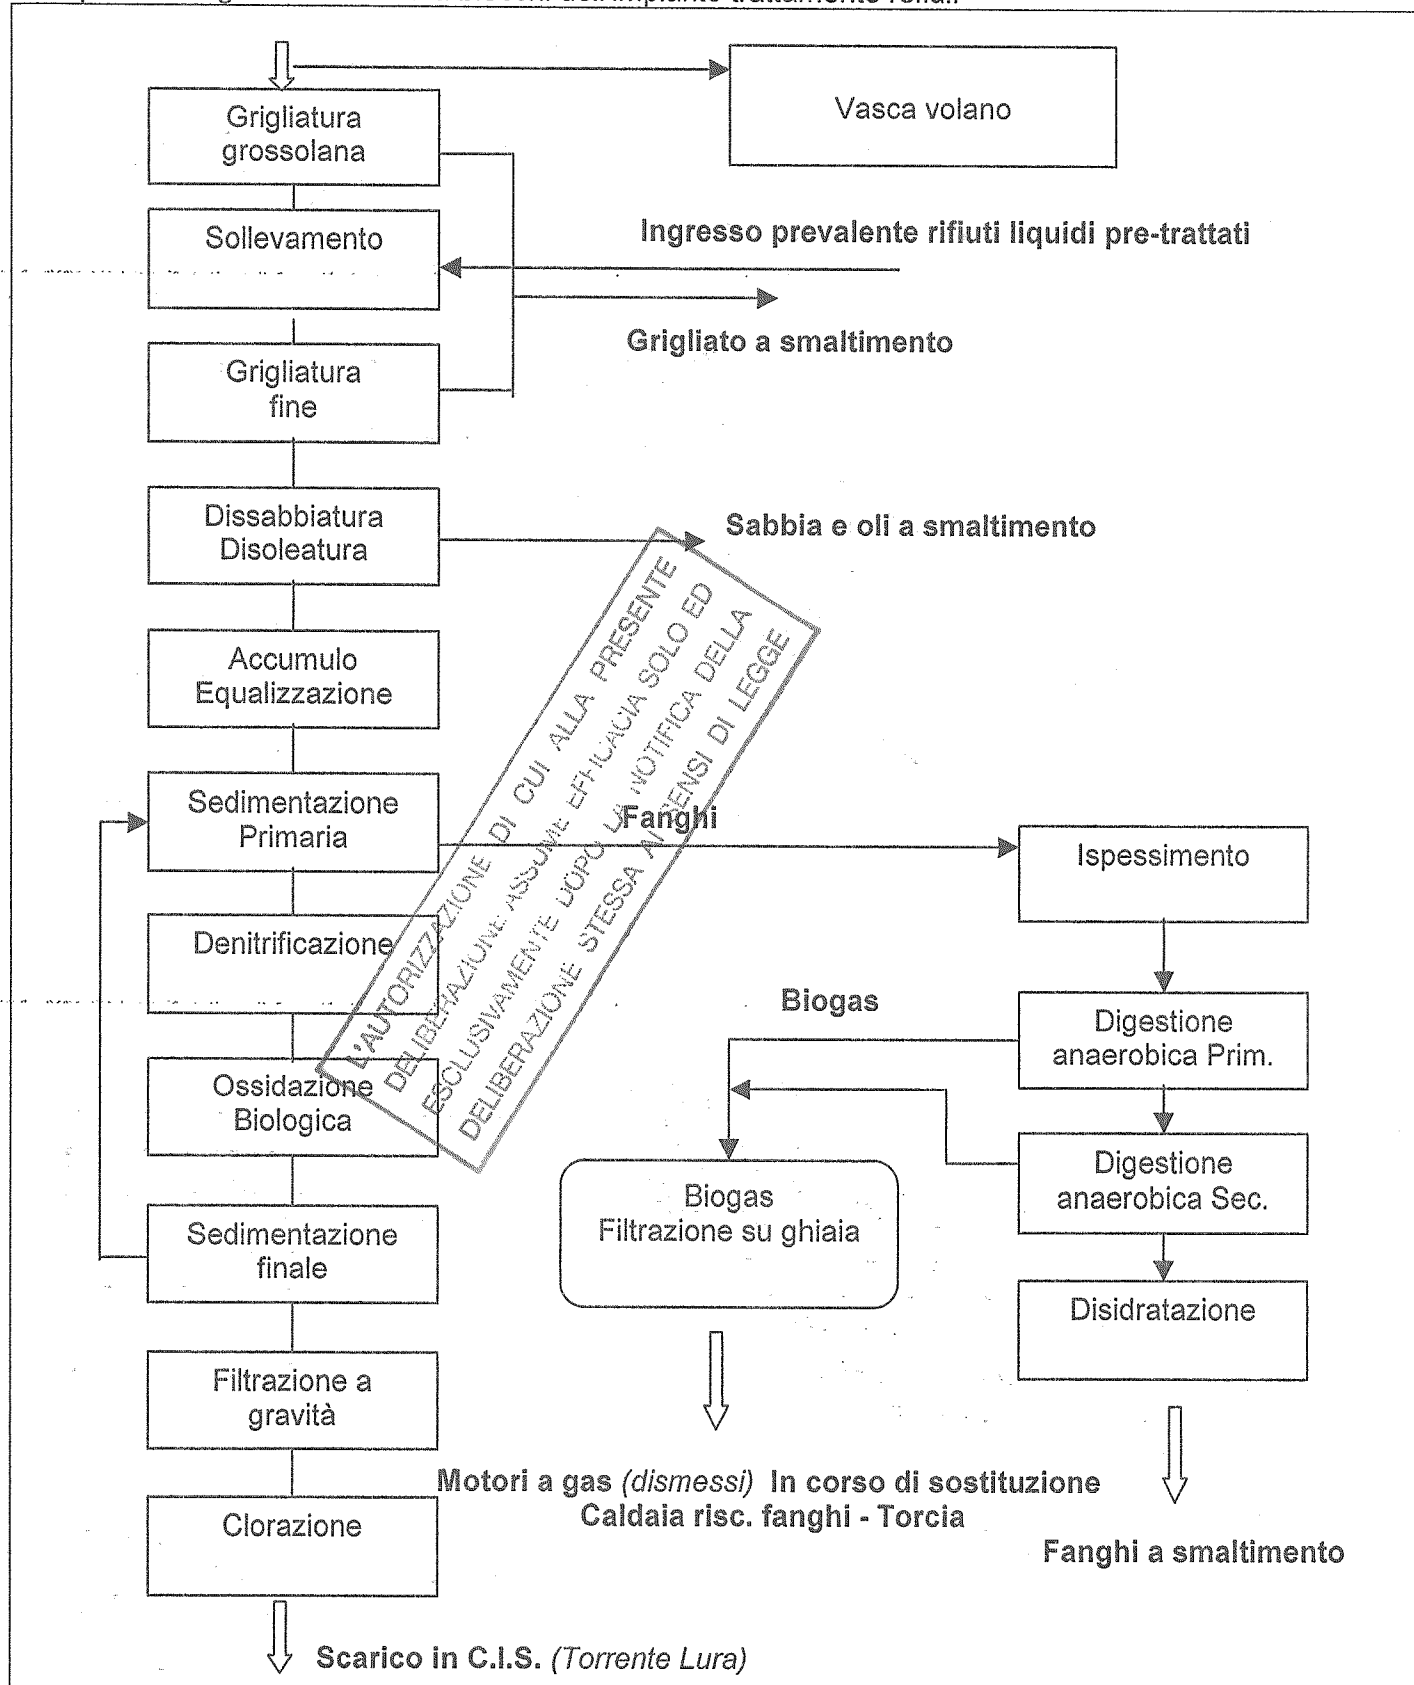 Vasca volano
Grigliatura
grossolana
Sollevamento
Ingresso prevalente rifiuti liquidi pre-trattati
Grigliato a smaltimento
Grigliatura
fine
Dissabbiatura
Disoleatura
Sabbia e oli a smaltimento
Accumulo
Equalizzazione
Sedimentazione
Primaria
Fanghi
Ispessimento
Denitrificazione
Biogas
Digestione
anaerobica Prim.
Ossidazione
Biologica
Digestione
anaerobica Sec.
Biogas
Filtrazione su ghiaia
Sedimentazione
finale
Disidratazione
Filtrazione a
gravità
Motori a gas (dismessi) In corso di sostituzione
Caldaia risc. fanghi - Torcia
Clorazione
Fanghi a smaltimento
Scarico in C.I.S. (Torrente Lura)
L'AUTORIZZAZIONE DI CUI ALLA PRESENTE
DELIBERAZIONE ASSUME EFFICACIA SOLO ED
ESCLUSIVAMENTE DOPO LA NOTIFICA DELLA
DELIBERAZIONE STESSA AI SENSI DI LEGGE